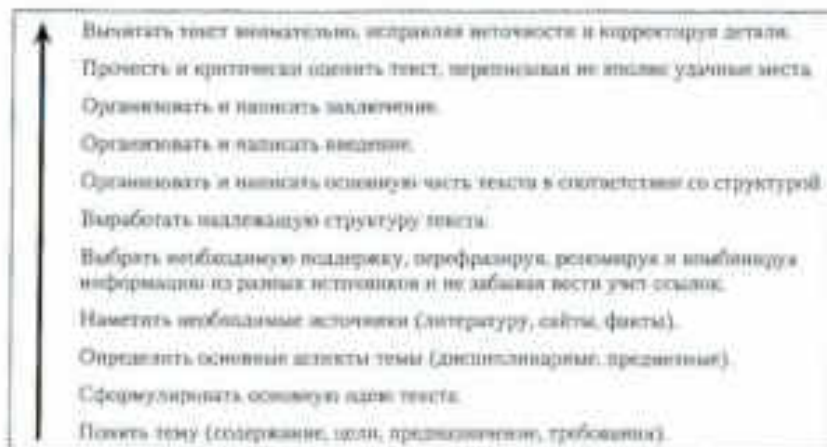 Вычитать текст внимательно, исправляя неточности и корректируя детали.
Прочесть и критически оценить текст, переписывая не вполне удачные места.
Организовать и написать заключение.
Организовать и написать введение.
Организовать и написать основную часть текста в соответствии со структурой
Выработать надлежащую структуру текста.
Выбрать необходимую поддержку, перефразируя, резюмируя и комбинируя
информацию из разных источников и не забывая вести учет ссылок.
Наметить необходимые источники (литературу, сайты, факты).
Определить основные аспекты темы (дисциплинарные, предметные).
Сформулировать основную идею текста.
Понять тему (содержание, цели, предназначение, требования).